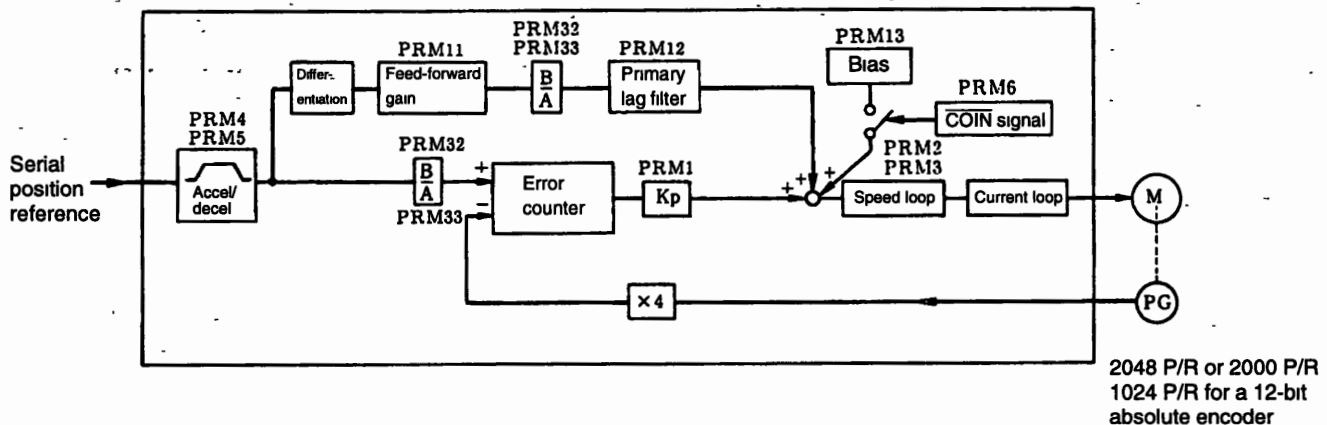 PRM32
PRM33
PRM13
PRM11
PRM12
Bias
Differ-
entiation
Feed-forward
gain
B
A
Primary
lag filter
PRM6
COIN signal
PRM4
PRM5
PRM32
PRM2
PRM3
Serial
position
reference
Accel/
decel
B
A
PRM33
+
−
Error
counter
PRM1
Kp
+
+
+
Speed loop
Current loop
M
×4
PG
2048 P/R or 2000 P/R
1024 P/R for a 12-bit
absolute encoder